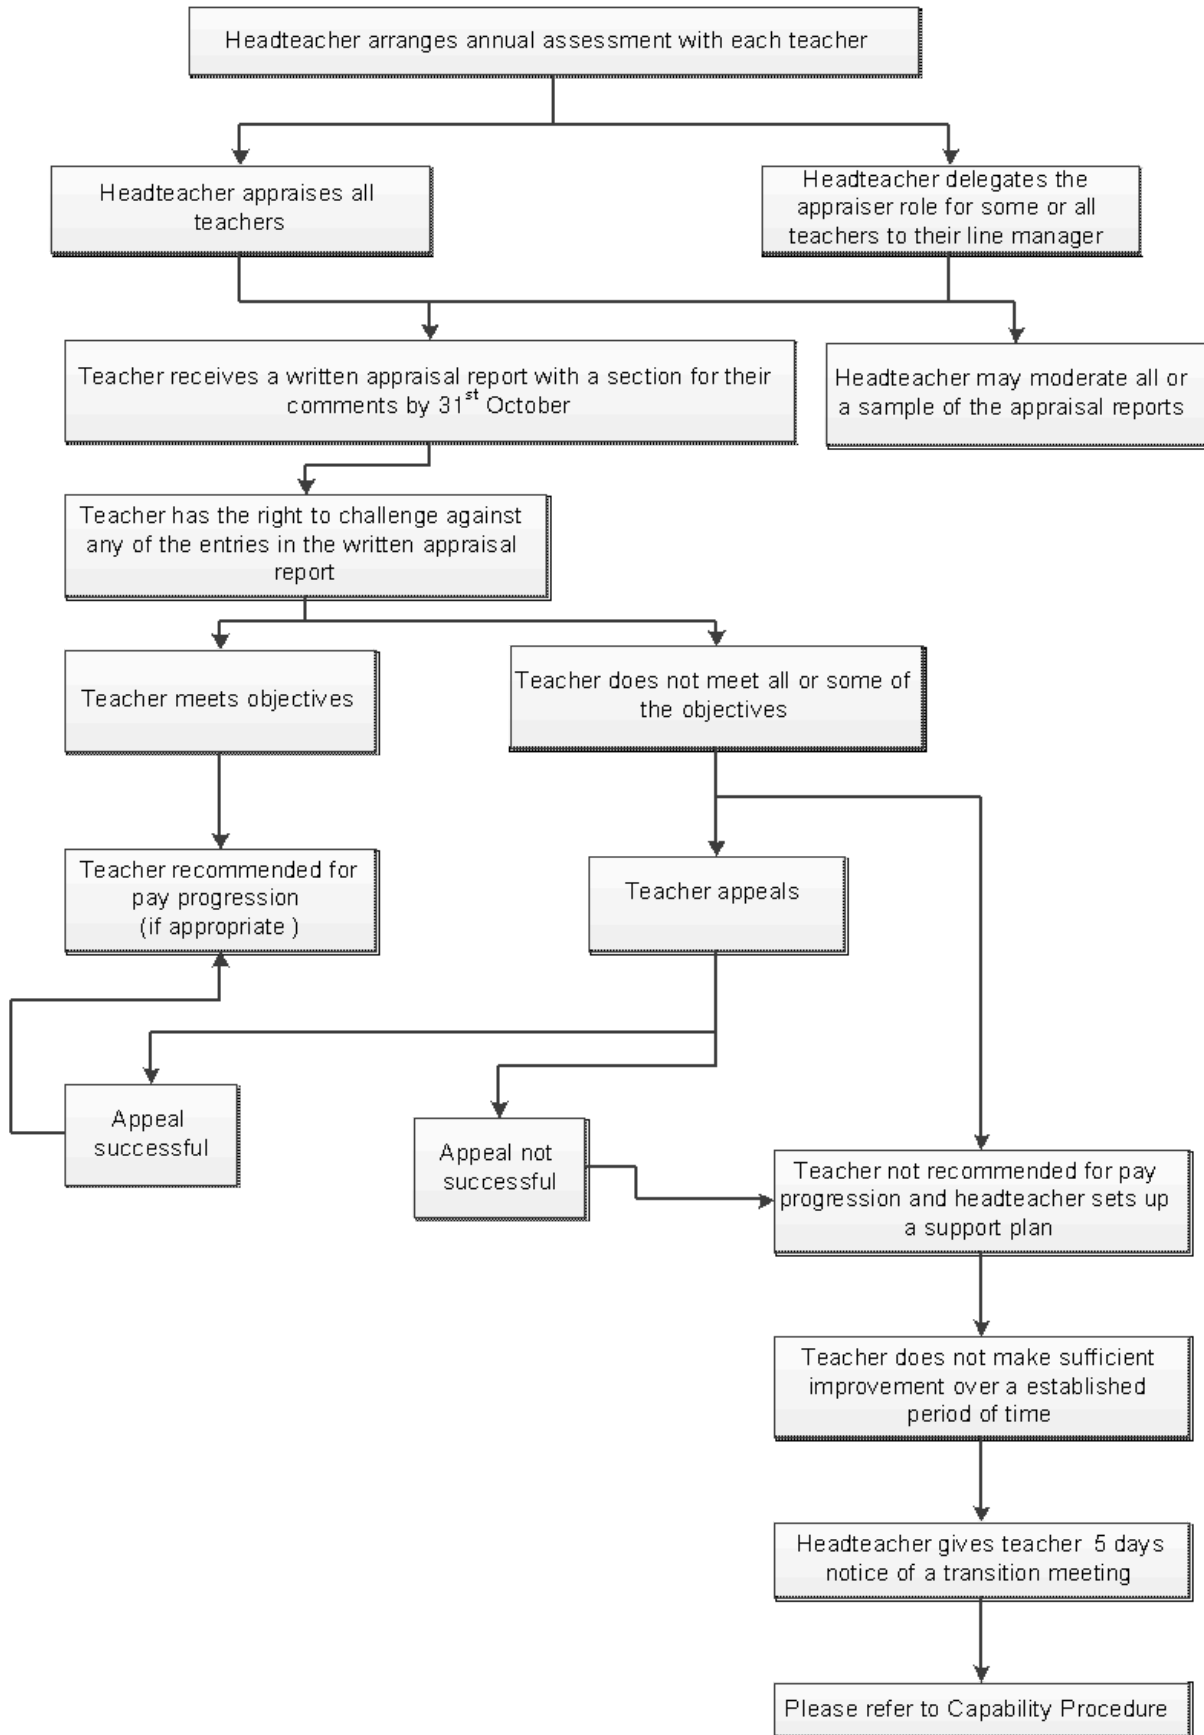 Headteacher arranges annual assessment with each teacher
Headteacher appraises all
teachers
Headteacher delegates the
appraiser role for some or all
teachers to their line manager
Teacher receives a written appraisal report with a section for their
comments by 31st October
Headteacher may moderate all or
a sample of the appraisal reports
Teacher has the right to challenge against
any of the entries in the written appraisal
report
Teacher meets objectives
Teacher does not meet all or some of
the objectives
Teacher recommended for
pay progression
(if appropriate )
Teacher appeals
Appeal
successful
Appeal not
successful
Teacher not recommended for pay
progression and headteacher sets up
a support plan
Teacher does not make sufficient
improvement over a established
period of time
Headteacher gives teacher 5 days
notice of a transition meeting
Please refer to Capability Procedure